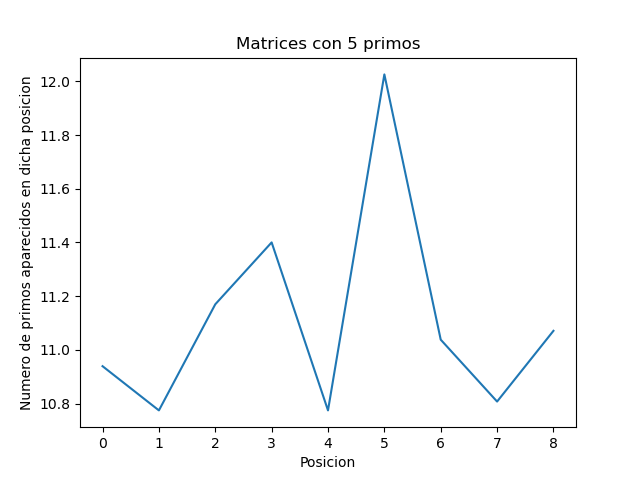 Matrices con 5 primos
Numero de primos aparecidos en dicha posicion
12.0
11.8
11.6
11.4
11.2
11.0
10.8
0 1 2 3 4 5 6 7 8
Posicion